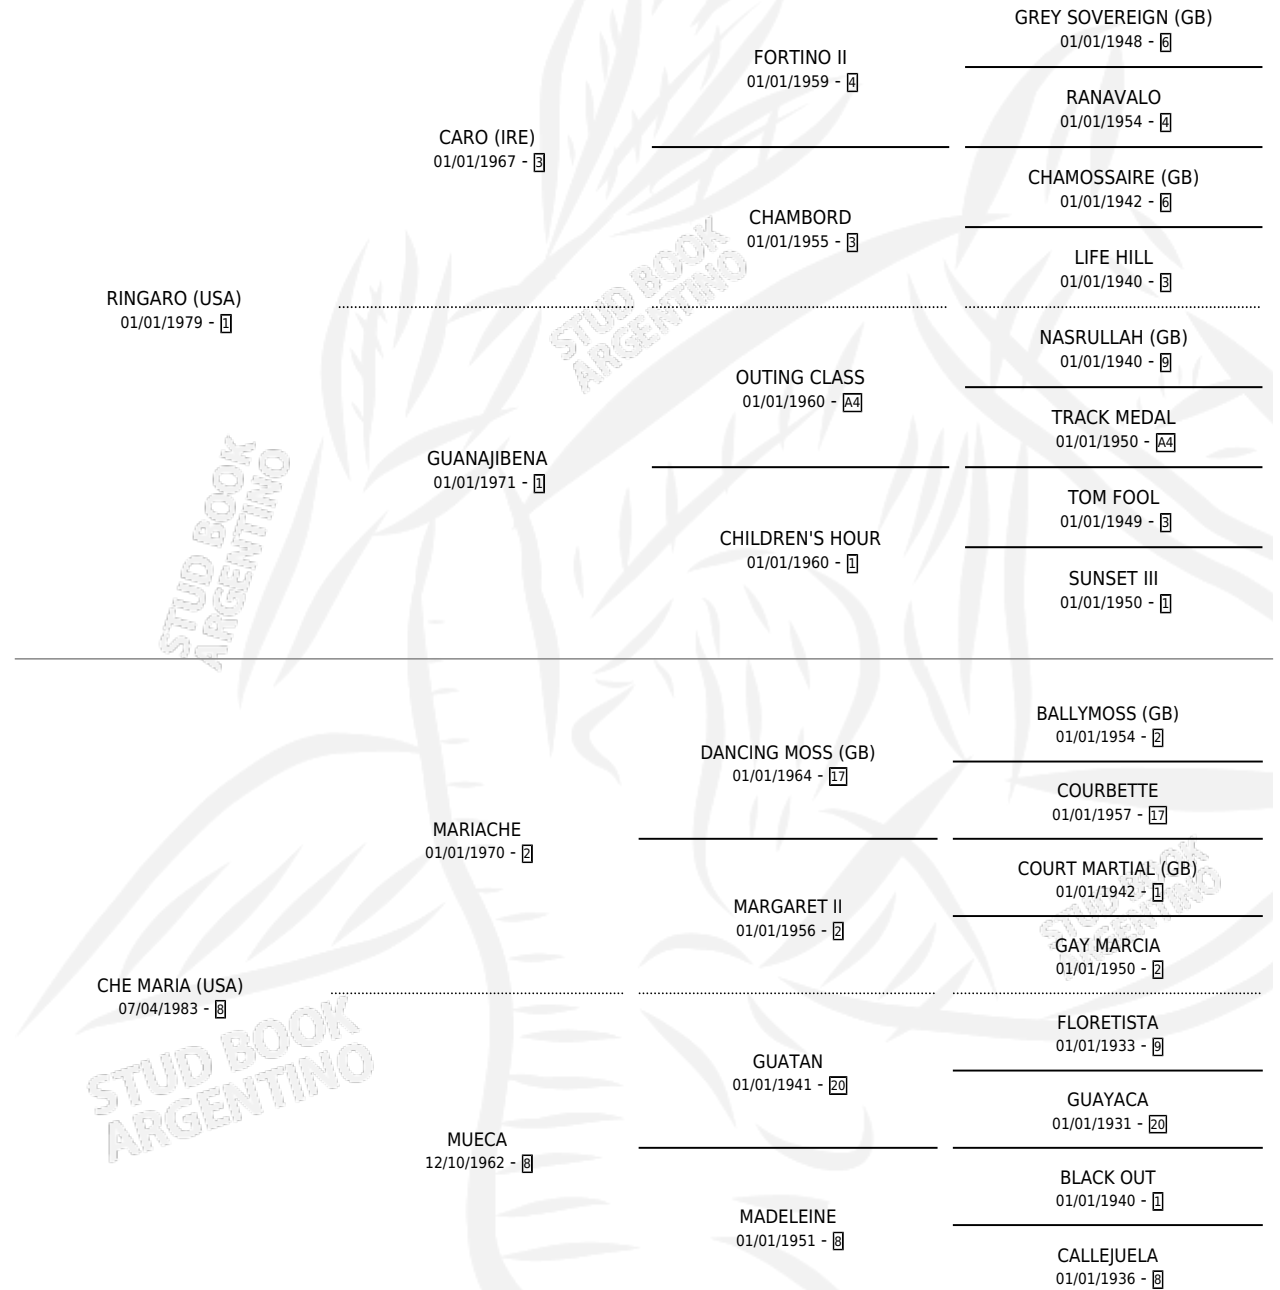 GREY SOVEREIGN (GB)
01/01/1948 - 6
FORTINO II
01/01/1959 - 4
RANAVALO
01/01/1954 - 4
CARO (IRE)
01/01/1967 - 3
CHAMOSSAIRE (GB)
01/01/1942 - 6
CHAMBORD
01/01/1955 - 3
LIFE HILL
01/01/1940 - 3
RINGARO (USA)
01/01/1979 - 1
NASRULLAH (GB)
01/01/1940 - 9
OUTING CLASS
01/01/1960 - A4
TRACK MEDAL
01/01/1950 - A4
GUANAJIBENA
01/01/1971 - 1
TOM FOOL
01/01/1949 - 3
CHILDREN'S HOUR
01/01/1960 - 1
SUNSET III
01/01/1950 - 1
BALLYMOSS (GB)
01/01/1954 - 2
DANCING MOSS (GB)
01/01/1964 - 17
COURBETTE
01/01/1957 - 17
MARIACHE
01/01/1970 - 2
COURT MARTIAL (GB)
01/01/1942 - 1
MARGARET II
01/01/1956 - 2
GAY MARCIA
01/01/1950 - 2
CHE MARIA (USA)
07/04/1983 - 8
FLORETISTA
01/01/1933 - 9
GUATAN
01/01/1941 - 20
GUAYACA
01/01/1931 - 20
MUECA
12/10/1962 - 8
BLACK OUT
01/01/1940 - 1
MADELEINE
01/01/1951 - 8
CALLEJUELA
01/01/1936 - 8
STUD BOOK
ARGENTINO
STUD BOOK
ARGENTINO
STUD BOOK
ARGENTINO
STUD BOOK
ARGENTINO